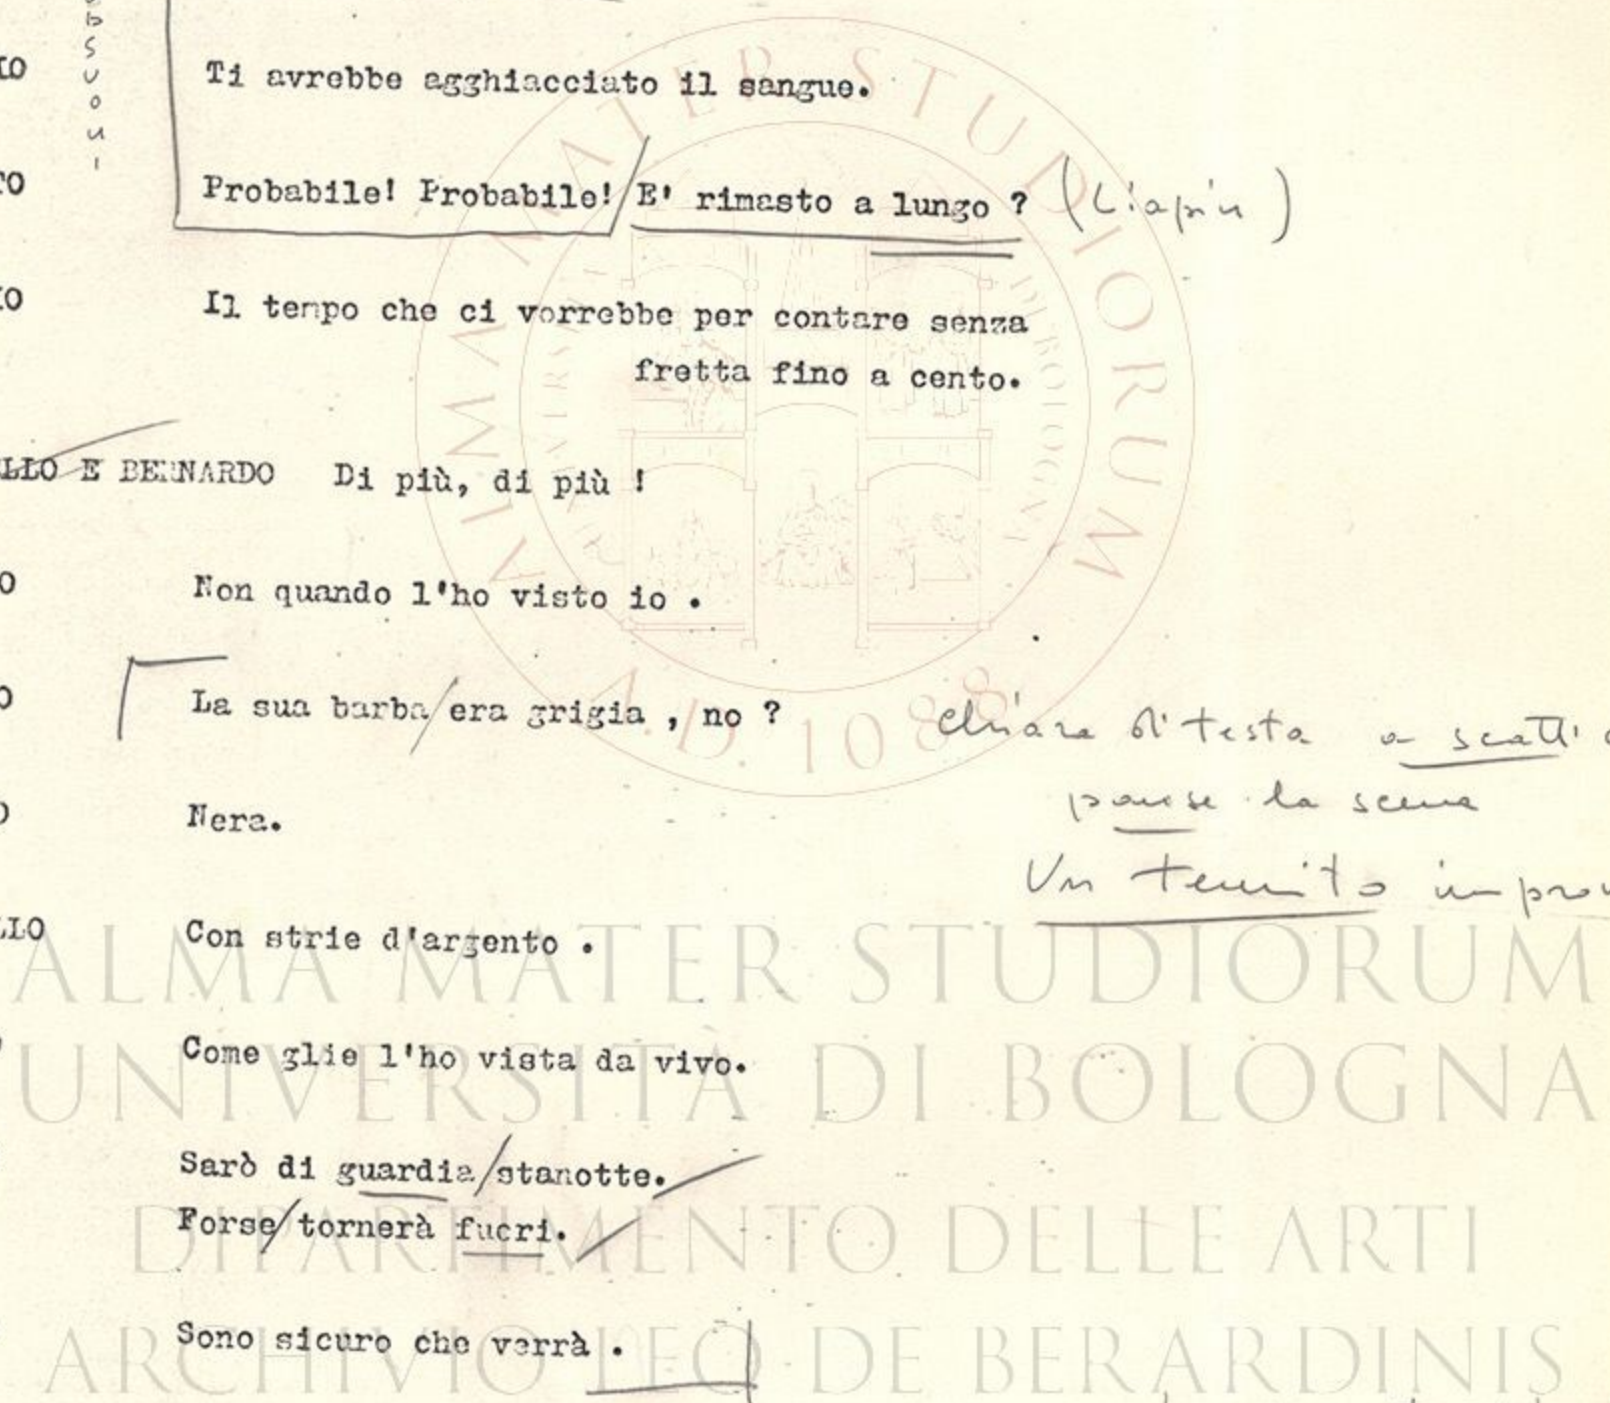 IO Ti avrebbe agghiacciato il sangue.
TO Probabile! Probabile! E' rimasto a lungo ?
IO Il tempo che ci vorrebbe per contare senza
fretta fino a cento.
LLO E BERNARDO Di più, di più !
O Non quando l'ho visto io .
O La sua barba era grigia , no ?
a scatti
pause la scena
O Nera.
Un
LLO Con strie d'argento .
Come glie l'ho vista da vivo.
Sarò di guardia stanotte.
Forse tornerà fuori.
Sono sicuro che verrà .
ALMA MATER STUDIORUM
A.D. 1088
ALMA MATER STUDIORUM
UNIVERSITÀ DI BOLOGNA
DIPARTIMENTO DELLE ARTI
ARCHIVIO LEO DE BERARDINIS